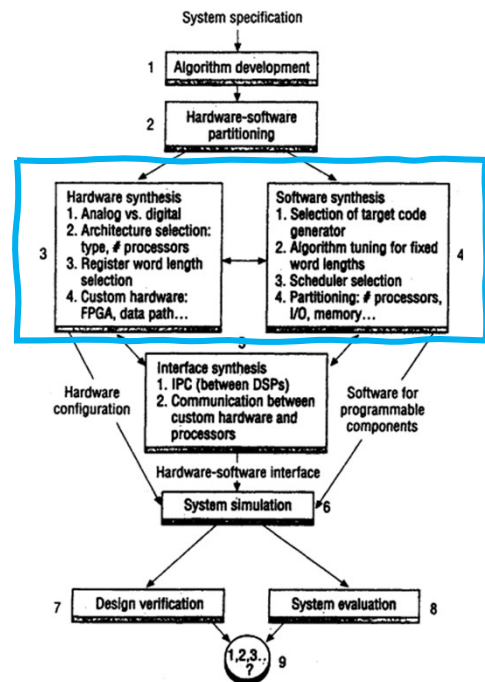 System specification
1
Algorithm development
2
Hardware-software
partitioning
3
Hardware synthesis
1. Analog vs. digital
2. Architecture selection:
type, # processors
3. Register word length
selection
4. Custom hardware:
FPGA, data path...
Software synthesis
1. Selection of target code
generator
2. Algorithm tuning for fixed
word lengths
3. Scheduler selection
4. Partitioning: # processors,
I/O, memory...
4
Interface synthesis
1. IPC (between DSPs)
2. Communication between
custom hardware and
processors
Hardware
configuration
Software for
programmable
components
Hardware-software interface
System simulation
6
7
Design verification
System evaluation
8
1,2,3..
?
9